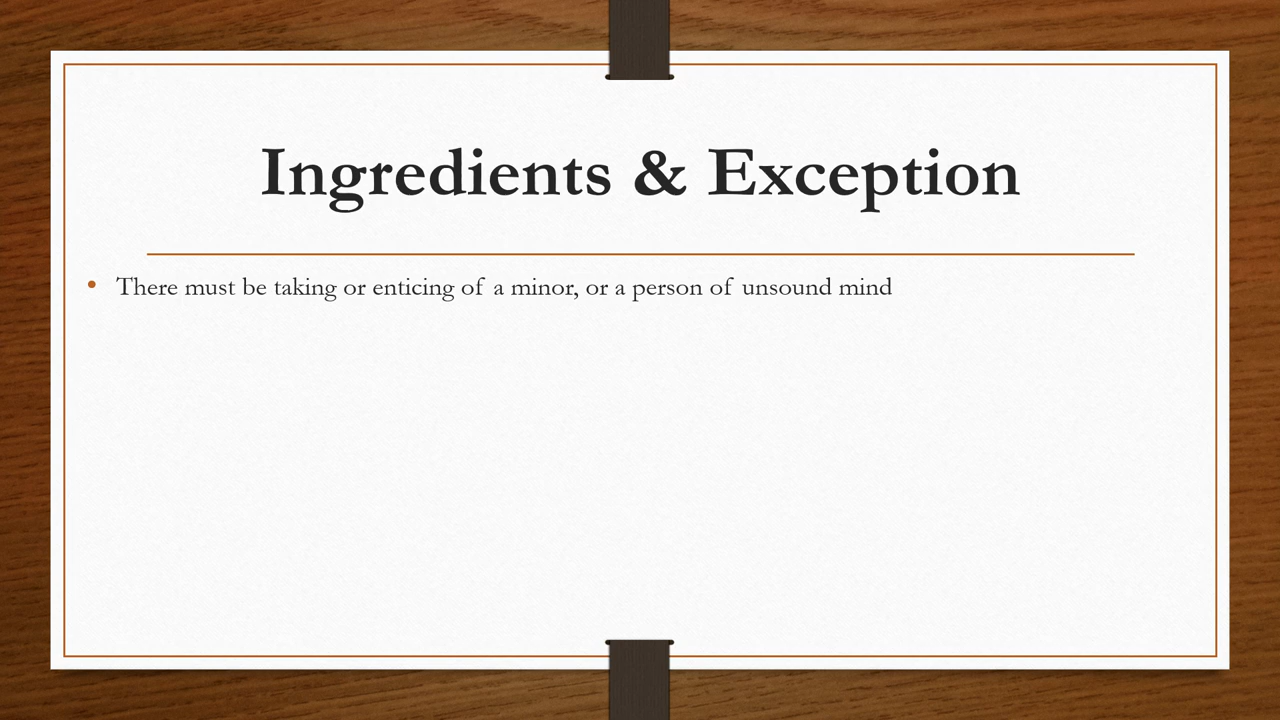 Ingredients & Exception
• There must be taking or enticing of a minor, or a person of unsound mind